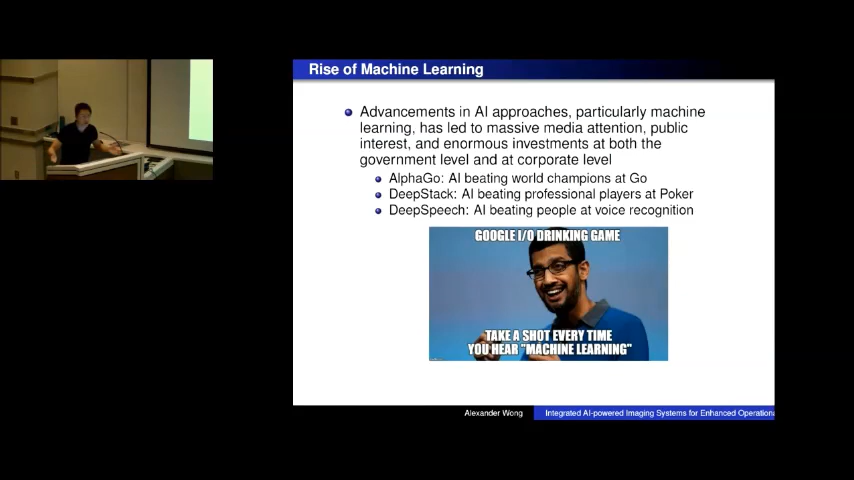 Rise of Machine Learning
Advancements in AI approaches, particularly machine
learning, has led to massive media attention, public
interest, and enormous investments at both the
government level and at corporate level
AlphaGo: AI beating world champions at Go
DeepStack: AI beating professional players at Poker
DeepSpeech: AI beating people at voice recognition
GOOGLE I/O DRINKING GAME
TAKE A SHOT EVERY TIME
YOU HEAR "MACHINE LEARNING"
Alexander Wong
Integrated AI-powered Imaging Systems for Enhanced Operationa